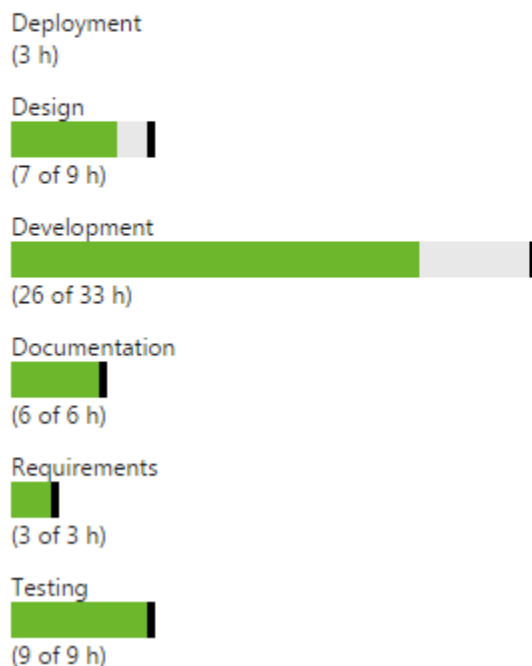 Deployment
(3 h)
Design
(7 of 9 h)
Development
(26 of 33 h)
Documentation
(6 of 6 h)
Requirements
(3 of 3 h)
Testing
(9 of 9 h)